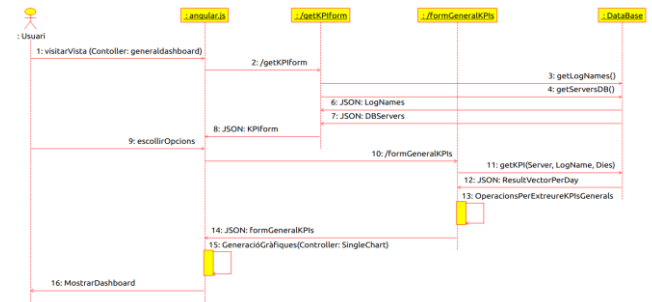 : Usuari
: angular.js
: /getKPIform
: /formGeneralKPIs
: DataBase
1: visitarVista (Contoller: generaldashboard)
2: /getKPIform
3: getLogNames()
4: getServersDB()
6: JSON: LogNames
7: JSON: DBServers
8: JSON: KPIform
9: escollirOpcions
10: /formGeneralKPIs
11: getKPI(Server, LogName, Dies)
12: JSON: ResultVectorPerDay
13: OperacionsPerExtreureKPIsGenerals
14: JSON: formGeneralKPIs
15: GeneracióGràfiques(Controller: SingleChart)
16: MostrarDashboard